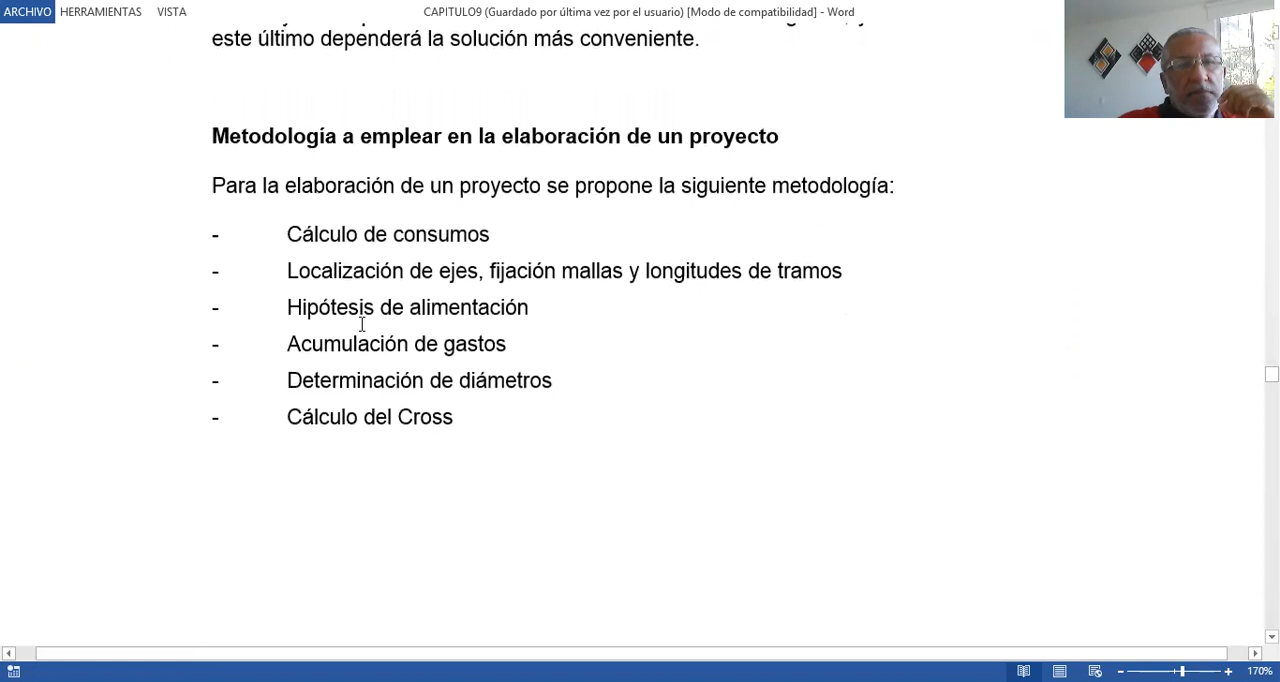 ARCHIVO HERRAMIENTAS VISTA CAPITULO9 (Guardado por última vez por el usuario) [Modo de compatibilidad] - Word
este último dependerá la solución más conveniente.
Metodología a emplear en la elaboración de un proyecto
Para la elaboración de un proyecto se propone la siguiente metodología:
- Cálculo de consumos
- Localización de ejes, fijación mallas y longitudes de tramos
- Hipótesis de alimentación
- Acumulación de gastos
- Determinación de diámetros
- Cálculo del Cross
170%